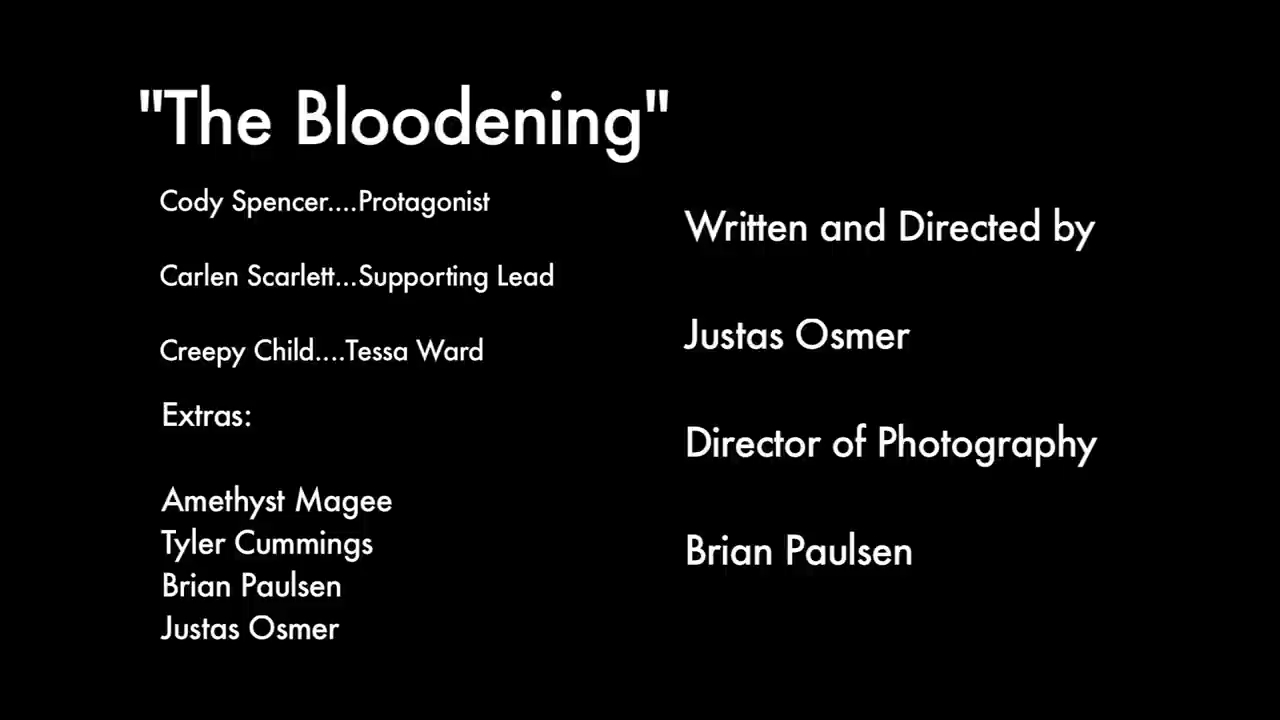 "The Bloodening"
Cody Spencer....Protagonist
Carlen Scarlett...Supporting Lead
Creepy Child....Tessa Ward
Extras:
Amethyst Magee
Tyler Cummings
Brian Paulsen
Justas Osmer
Written and Directed by
Justas Osmer
Director of Photography
Brian Paulsen